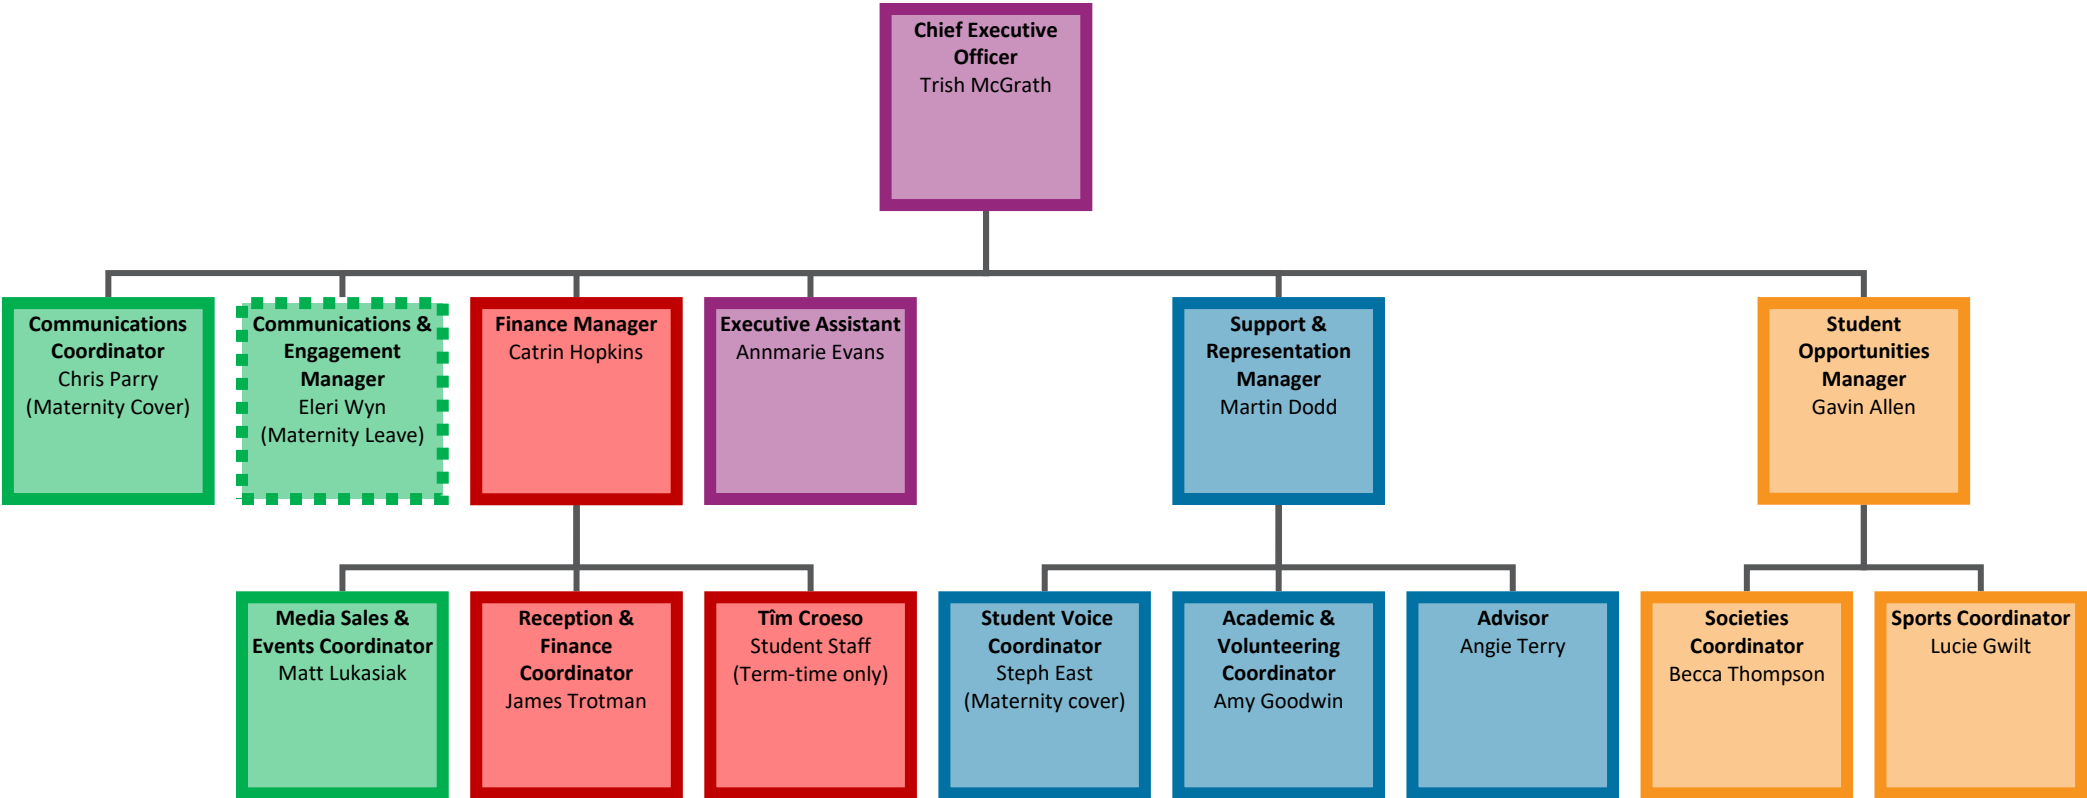 Chief Executive
Officer
Trish McGrath
Communications
Coordinator
Chris Parry
(Maternity Cover)
Communications &
Engagement
Manager
Eleri Wyn
(Maternity Leave)
Finance Manager
Catrin Hopkins
Executive Assistant
Annmarie Evans
Support &
Representation
Manager
Martin Dodd
Student
Opportunities
Manager
Gavin Allen
Media Sales &
Events Coordinator
Matt Lukasiak
Reception &
Finance
Coordinator
James Trotman
Tîm Croeso
Student Staff
(Term-time only)
Student Voice
Coordinator
Steph East
(Maternity cover)
Academic &
Volunteering
Coordinator
Amy Goodwin
Advisor
Angie Terry
Societies
Coordinator
Becca Thompson
Sports Coordinator
Lucie Gwilt